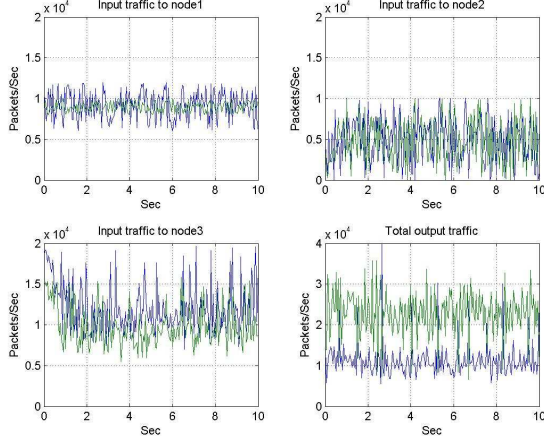 Input traffic to node1
x 10^4
Packets/Sec
2
1.5
1
0.5
0
0 2 4 6 8 10
Sec
Input traffic to node2
x 10^4
Packets/Sec
2
1.5
1
0.5
0
0 2 4 6 8 10
Sec
Input traffic to node3
x 10^4
Packets/Sec
2
1.5
1
0.5
0
0 2 4 6 8 10
Sec
Total output traffic
x 10^4
Packets/Sec
4
3
2
1
0
0 2 4 6 8 10
Sec